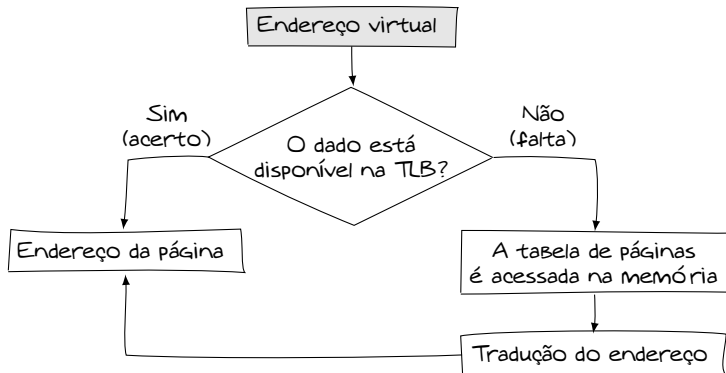 Endereço virtual
Sim
(acerto)
Não
(falta)
O dado está
disponível na TLB?
Endereço da página
A tabela de páginas
é acessada na memória
Tradução do endereço